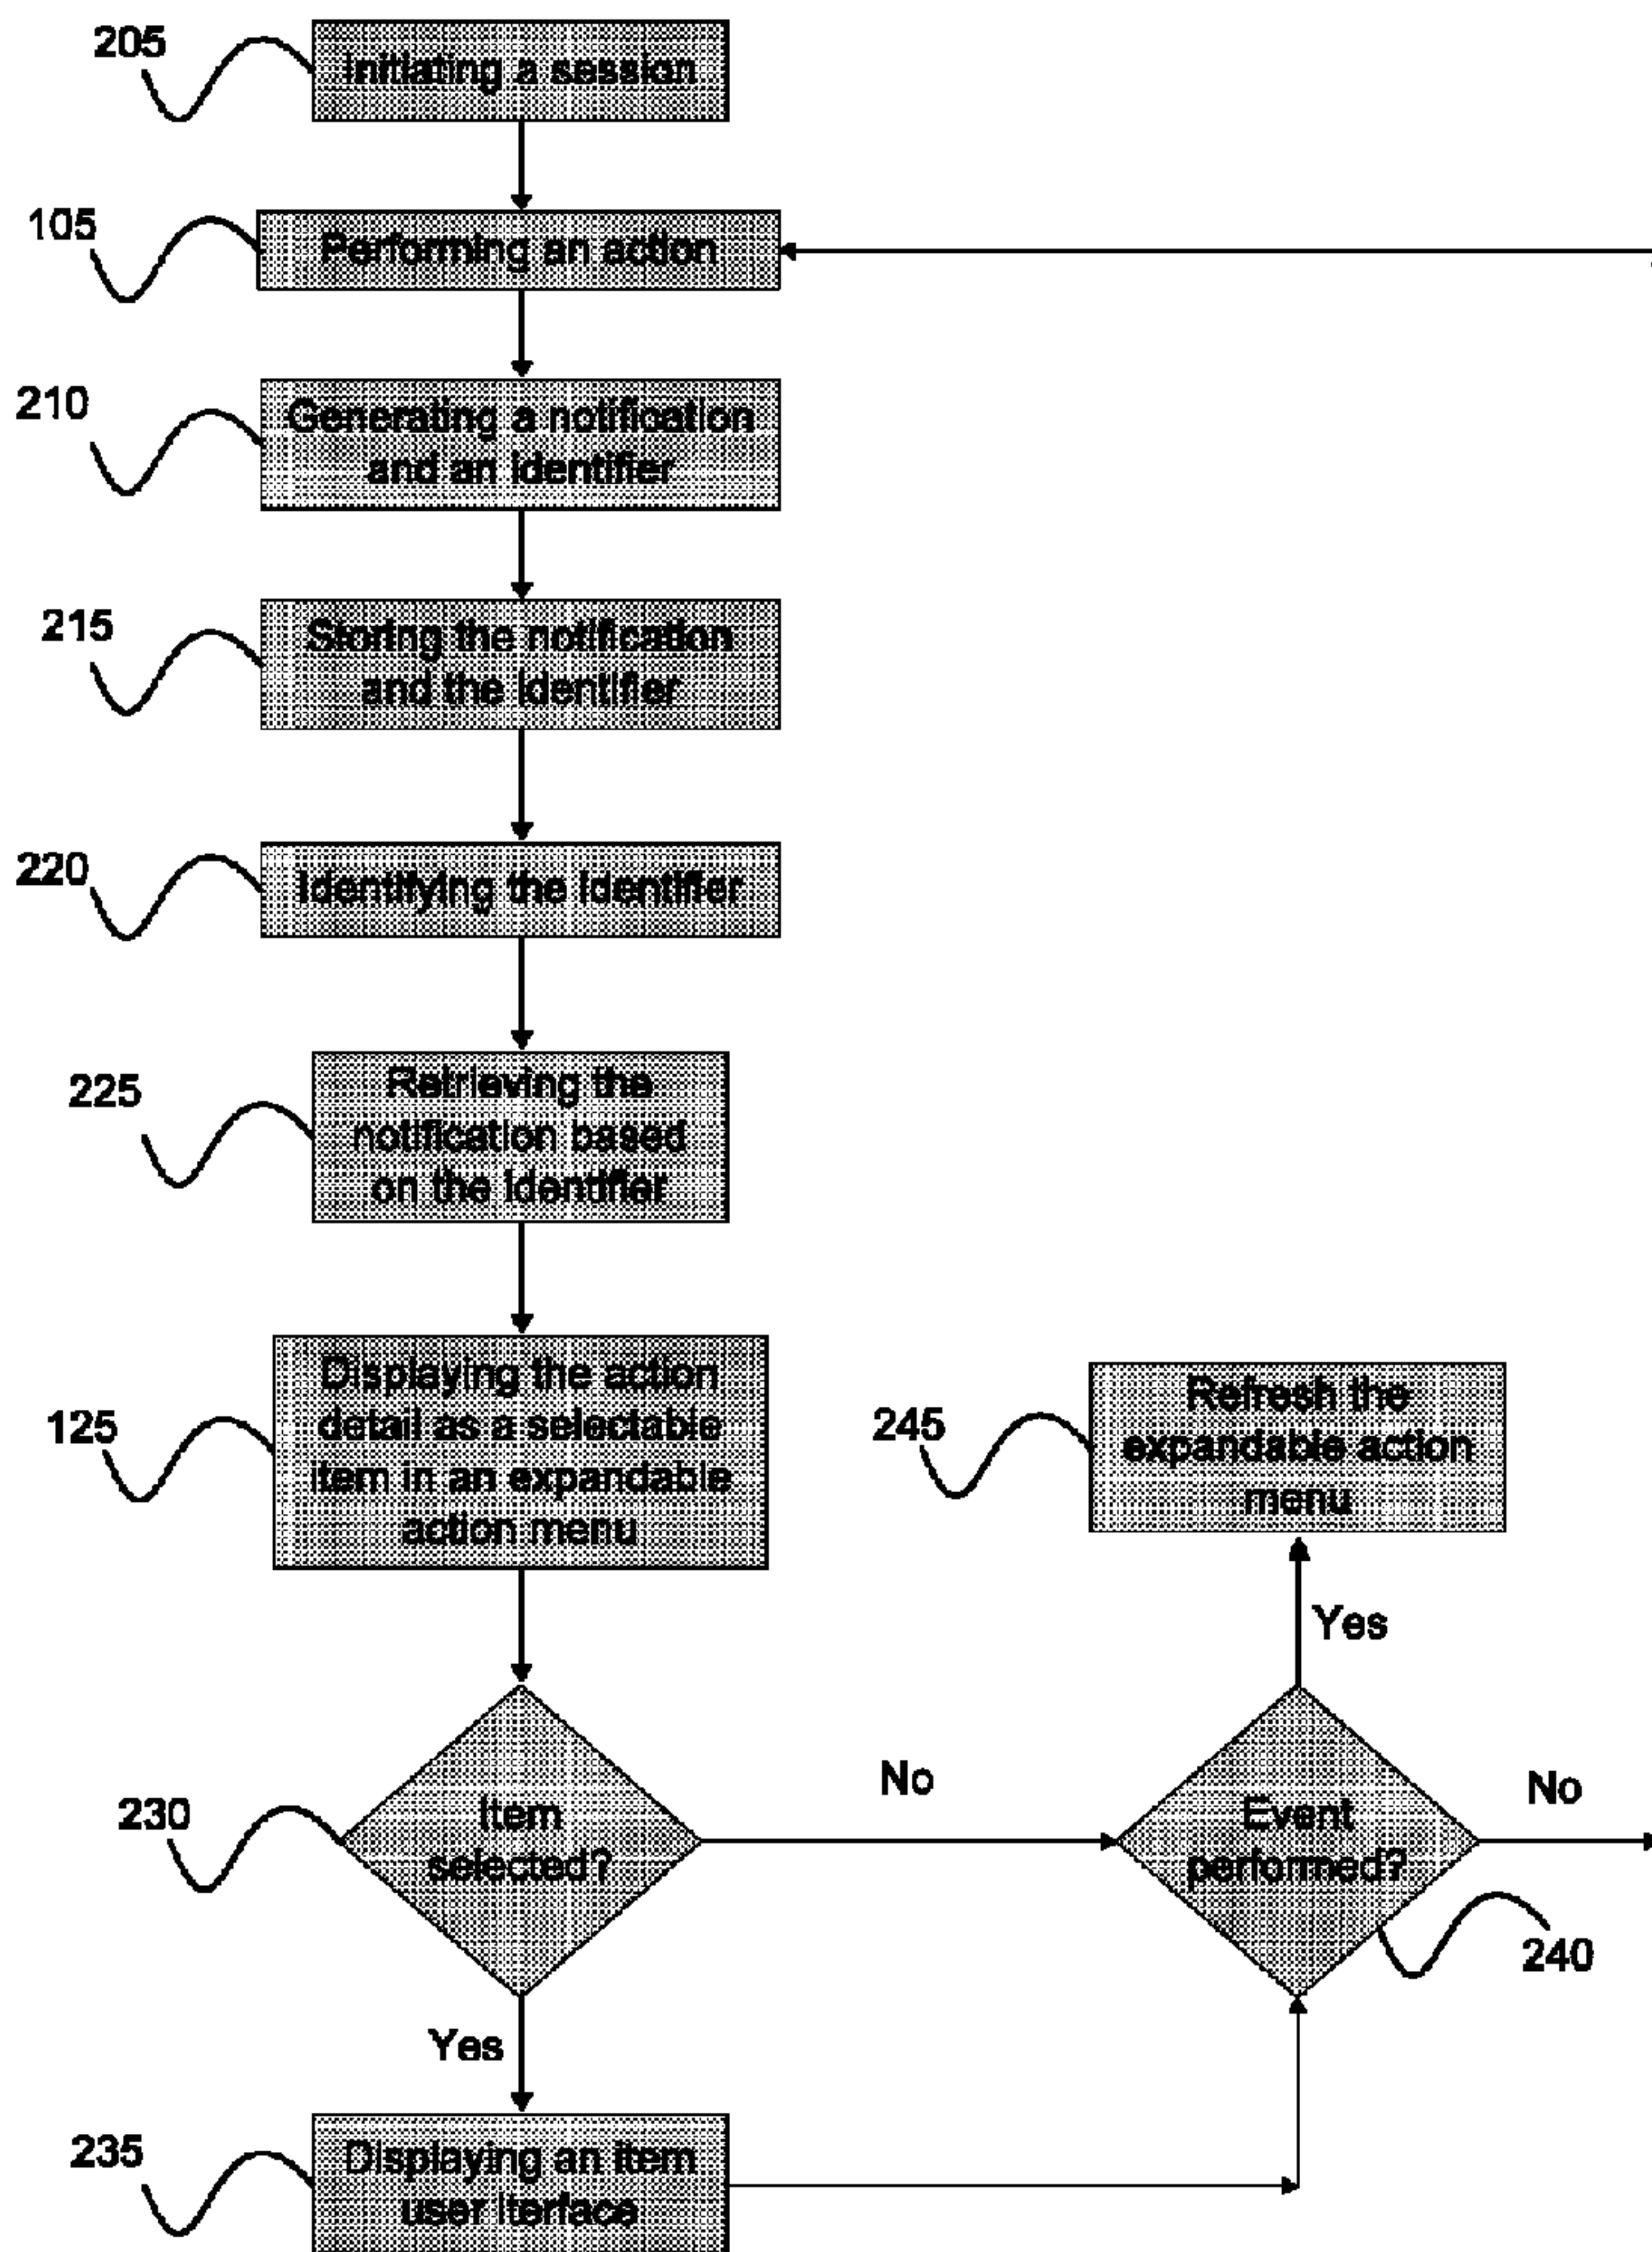 205
Initiating a session
105
Performing an action
210
Generating a notification
and an identifier
215
Storing the notification
and the identifier
220
Identifying the identifier
225
Retrieving the
notification based
on the identifier
125
Displaying the action
detail as a selectable
item in an expandable
action menu
245
Refresh the
expandable action
menu
Yes
230
Item
selected?
No
Event
performed?
No
240
Yes
235
Displaying an item
user iterface